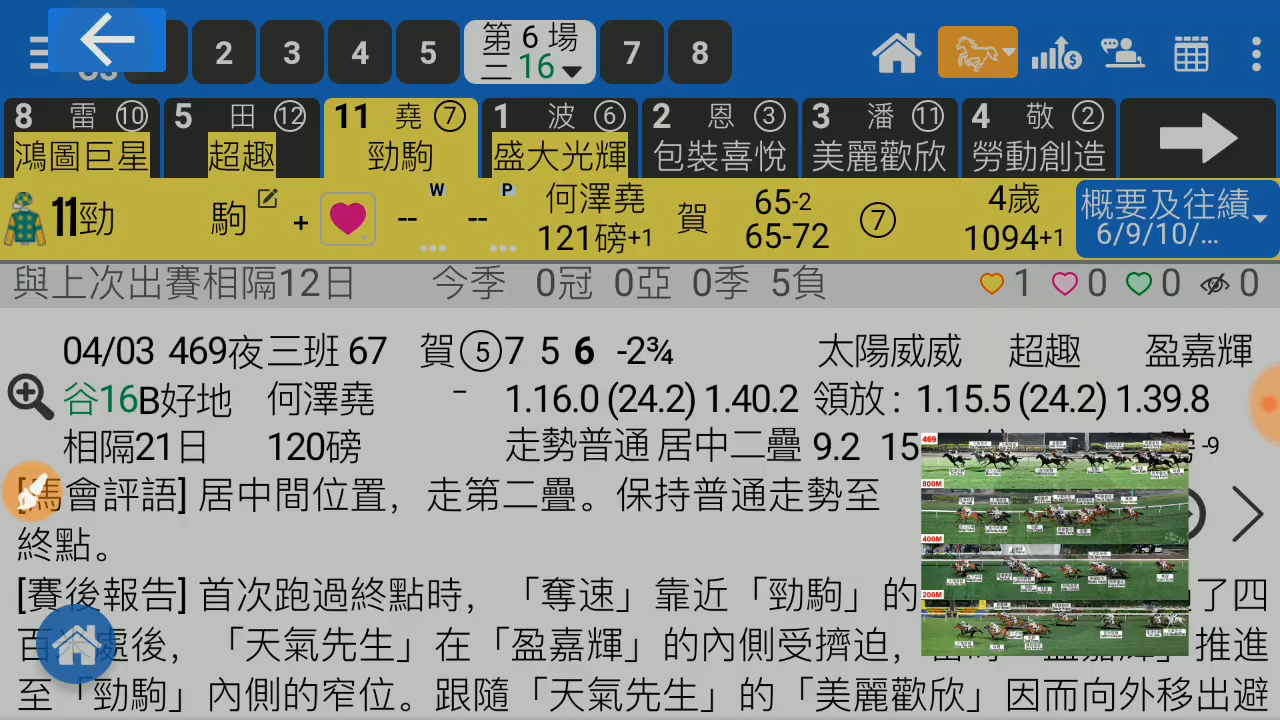 2 3 4 5 第 6 場 7 8
三 16
8 雷 10 5 田 12 11 堯 7 1 波 6 2 恩 3 3 潘 11 4 敬 2
鴻圖巨星 超趣 勁駒 盛大光輝 包裝喜悅 美麗歡欣 勞動創造
11勁 駒 + -- W -- P 何澤堯 賀 65-2 7 4歲 概要及往績
121磅+1 65-72 1094+1 6/9/10/...
與上次出賽相隔12日 今季 0冠 0亞 0季 5負 1 0 0 0
04/03 469夜三班 67 賀 5 7 5 6 -2¾ 太陽威威 超趣 盈嘉輝
谷16B好地 何澤堯 - 1.16.0 (24.2) 1.40.2 領放 : 1.15.5 (24.2) 1.39.8
相隔21日 120磅 走勢普通 居中二疊 9.2 15 -9
[馬會評語] 居中間位置，走第二疊。保持普通走勢至
終點。
[賽後報告] 首次跑過終點時，「奪速」靠近「勁駒」的 了四
百米處後，「天氣先生」在「盈嘉輝」的內側受擠迫， 推進
至「勁駒」內側的窄位。跟隨「天氣先生」的「美麗歡欣」因而向外移出避
469
800M
400M
200M